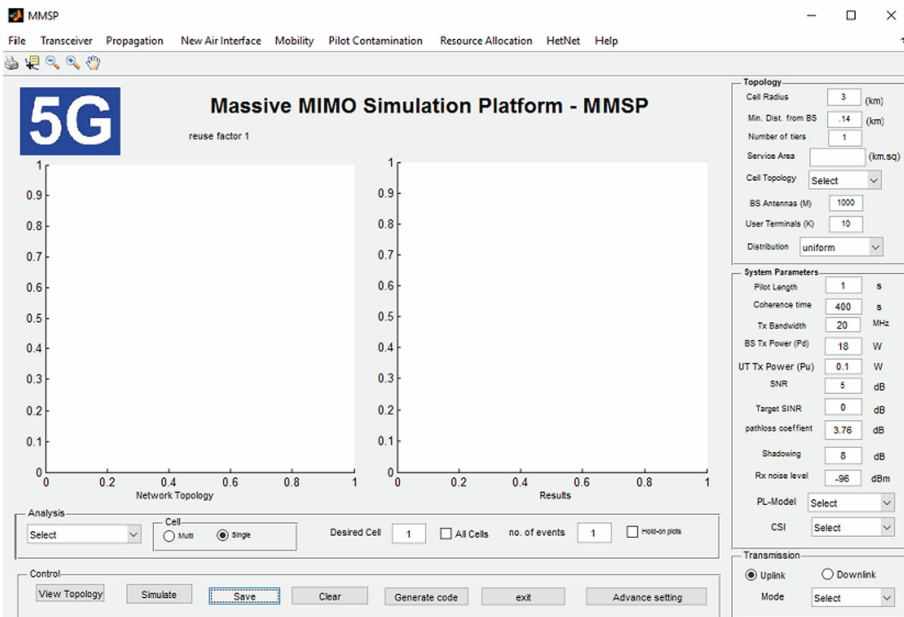 MMSP
File Transceiver Propagation New Air Interface Mobility Pilot Contamination Resource Allocation HetNet Help
5G
Massive MIMO Simulation Platform - MMSP
reuse factor 1
1
0.9
0.8
0.7
0.6
0.5
0.4
0.3
0.2
0.1
0
0 0.2 0.4 0.6 0.8 1
Network Topology
1
0.9
0.8
0.7
0.6
0.5
0.4
0.3
0.2
0.1
0
0 0.2 0.4 0.6 0.8 1
Results
Topology
Cell Radius 3 (km)
Min. Dist. from BS .14 (km)
Number of tiers 1
Service Area (km.sq)
Cell Topology Select
BS Antennas (M) 1000
User Terminals (K) 10
Distribution uniform
System Parameters
Pilot Length 1 s
Coherence time 400 s
Tx Bandwidth 20 MHz
BS Tx Power (Pd) 18 W
UT Tx Power (Pu) 0.1 W
SNR 5 dB
Target SINR 0 dB
pathloss coeffient 3.76 dB
Shadowing 8 dB
Rx noise level -96 dBm
PL-Model Select
CSI Select
Transmission
Uplink Downlink
Mode Select
Analysis
Select
Cell
Multi Single
Desired Cell 1 All Cells no. of events 1 Hold-on plots
Control
View Topology Simulate Save Clear Generate code exit Advance setting